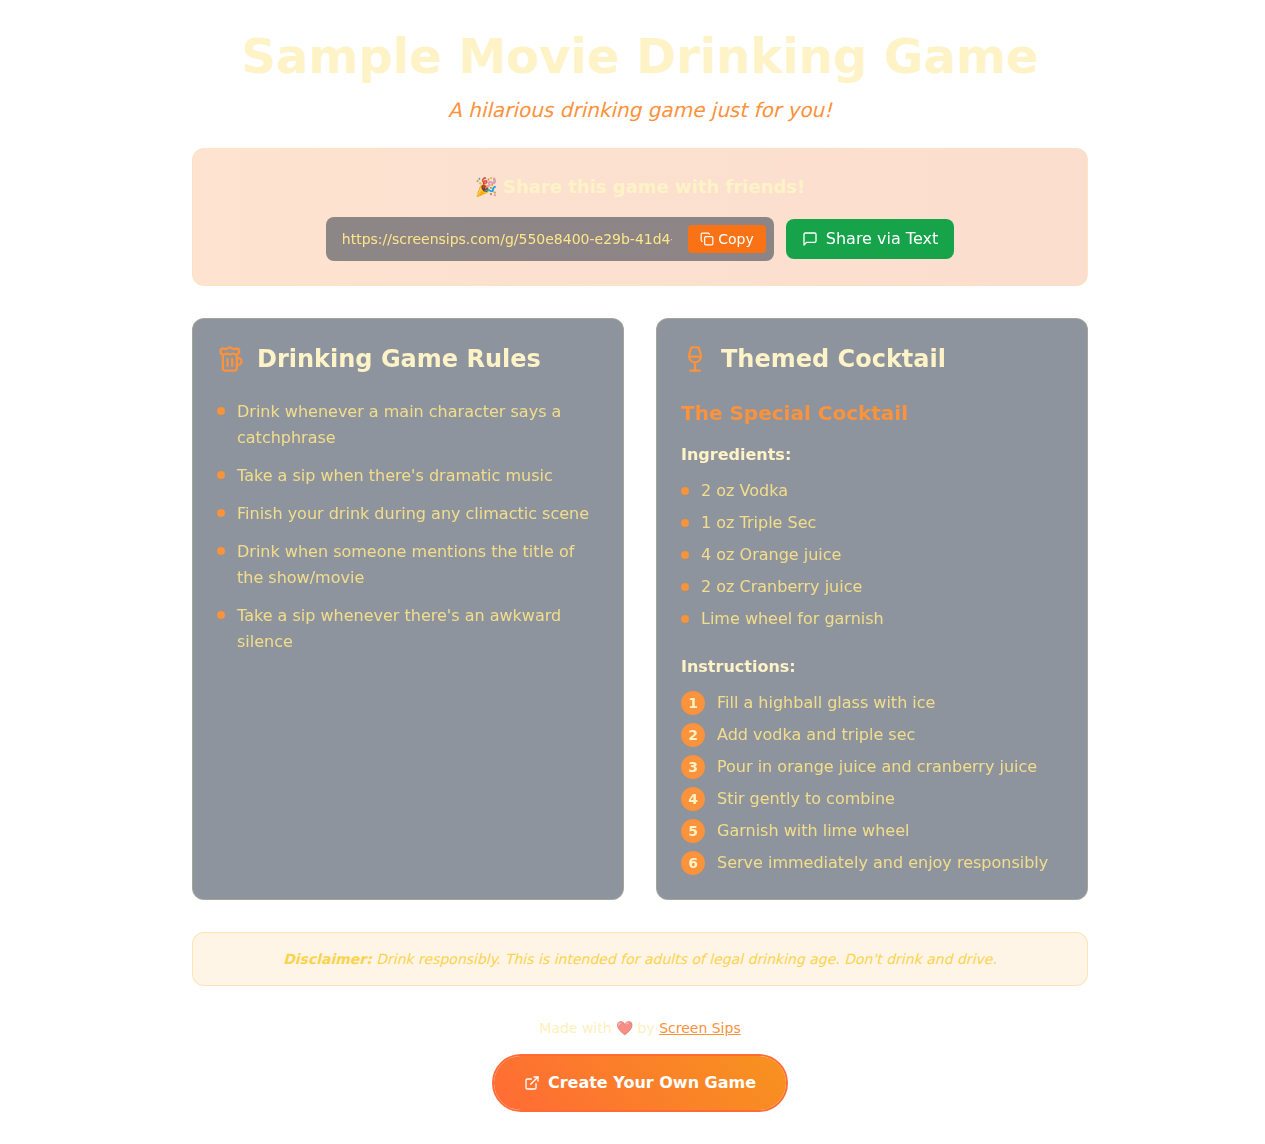 Sample Movie Drinking Game
A hilarious drinking game just for you!
🎉 Share this game with friends!
https://screensips.com/g/550e8400-e29b-41d4-
Copy
Share via Text
Drinking Game Rules
Drink whenever a main character says a
catchphrase
Take a sip when there's dramatic music
Finish your drink during any climactic scene
Drink when someone mentions the title of
the show/movie
Take a sip whenever there's an awkward
silence
Themed Cocktail
The Special Cocktail
Ingredients:
2 oz Vodka
1 oz Triple Sec
4 oz Orange juice
2 oz Cranberry juice
Lime wheel for garnish
Instructions:
1 Fill a highball glass with ice
2 Add vodka and triple sec
3 Pour in orange juice and cranberry juice
4 Stir gently to combine
5 Garnish with lime wheel
6 Serve immediately and enjoy responsibly
Disclaimer: Drink responsibly. This is intended for adults of legal drinking age. Don't drink and drive.
Made with ❤️ by Screen Sips
Create Your Own Game